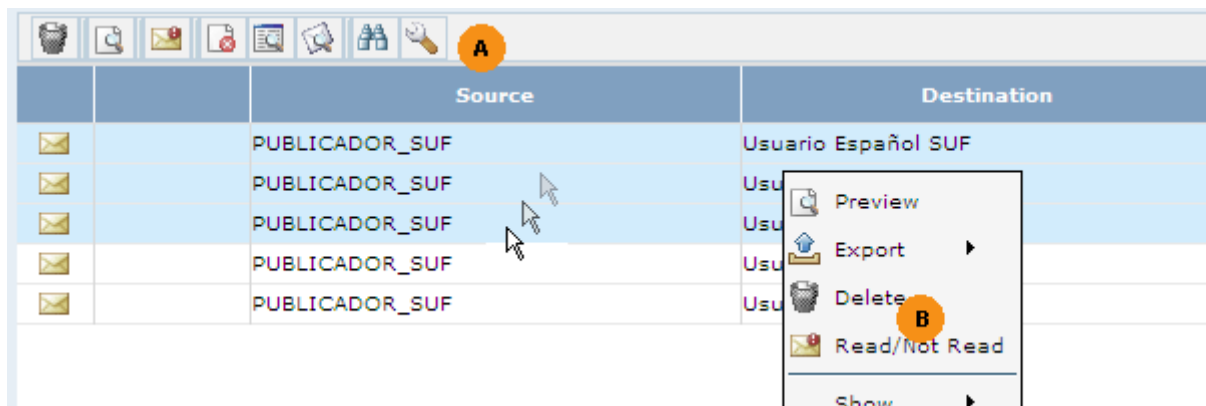 A
Source Destination
PUBLICADOR_SUF Usuario Español SUF
PUBLICADOR_SUF Usu
PUBLICADOR_SUF Usu
PUBLICADOR_SUF Usu
PUBLICADOR_SUF Usu
Preview
Export
Delete
B
Read/Not Read
Show